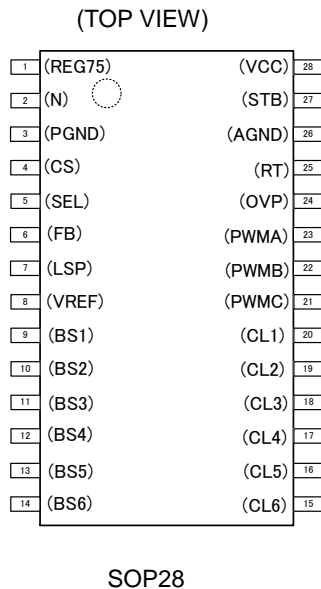 (TOP VIEW)
1 (REG75) (VCC) 28
2 (N) (STB) 27
3 (PGND) (AGND) 26
4 (CS) (RT) 25
5 (SEL) (OVP) 24
6 (FB) (PWMA) 23
7 (LSP) (PWMB) 22
8 (VREF) (PWMC) 21
9 (BS1) (CL1) 20
10 (BS2) (CL2) 19
11 (BS3) (CL3) 18
12 (BS4) (CL4) 17
13 (BS5) (CL5) 16
14 (BS6) (CL6) 15
SOP28